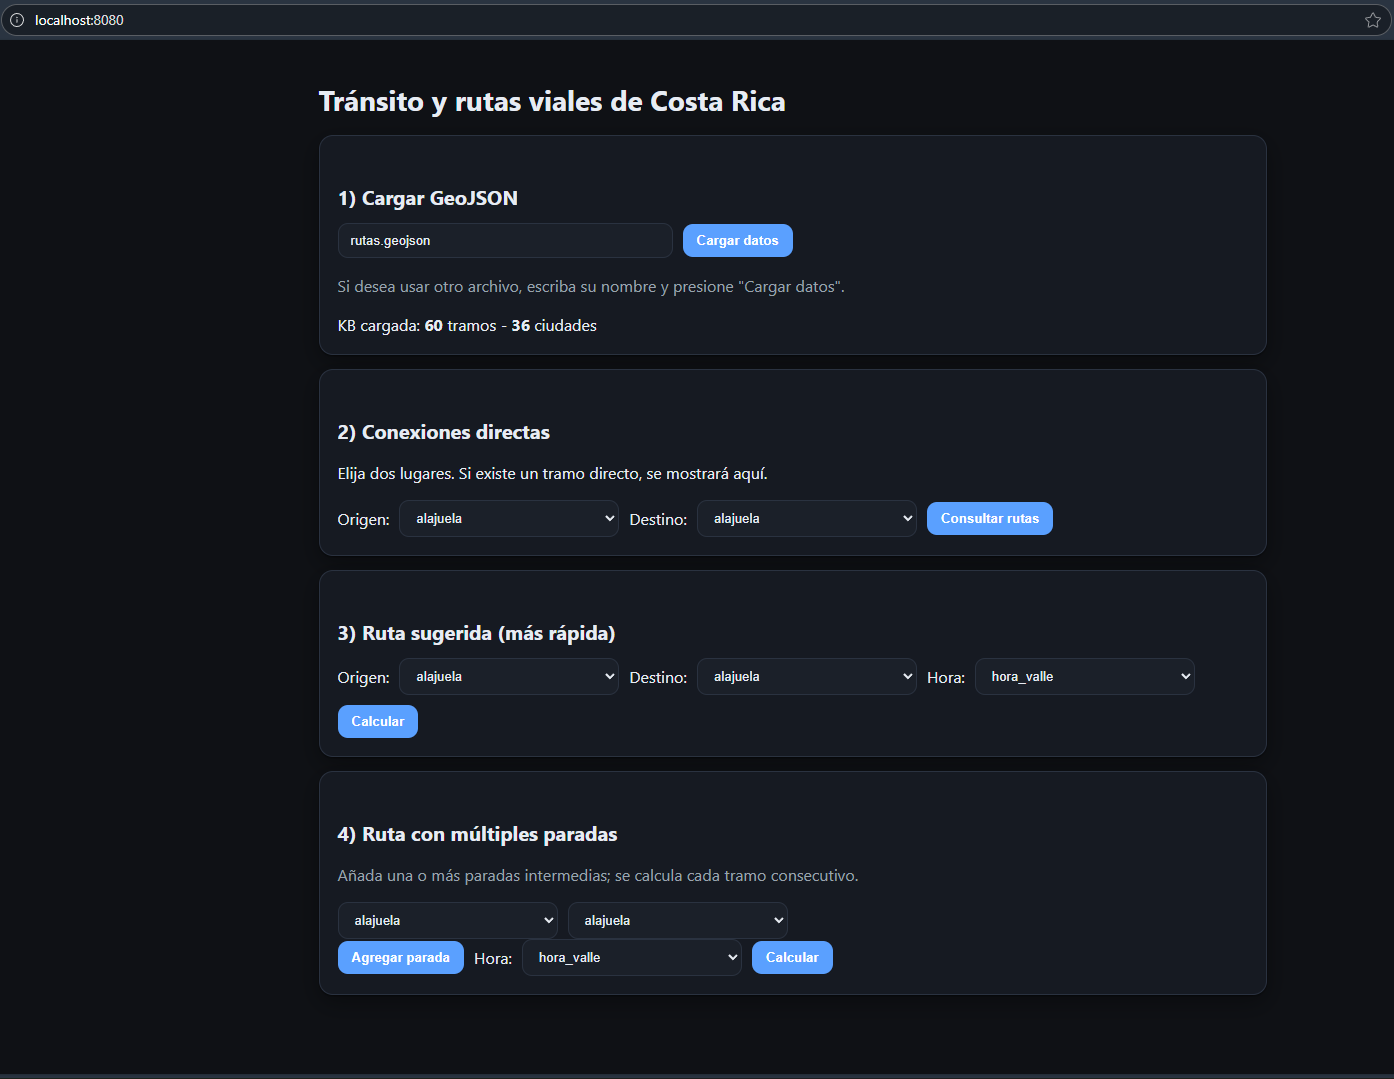 localhost:8080
Tránsito y rutas viales de Costa Rica
1) Cargar GeoJSON
rutas.geojson Cargar datos
Si desea usar otro archivo, escriba su nombre y presione "Cargar datos".
KB cargada: 60 tramos - 36 ciudades
2) Conexiones directas
Elija dos lugares. Si existe un tramo directo, se mostrará aquí.
Origen: alajuela Destino: alajuela Consultar rutas
3) Ruta sugerida (más rápida)
Origen: alajuela Destino: alajuela Hora: hora_valle
Calcular
4) Ruta con múltiples paradas
Añada una o más paradas intermedias; se calcula cada tramo consecutivo.
alajuela alajuela
Agregar parada Hora: hora_valle Calcular